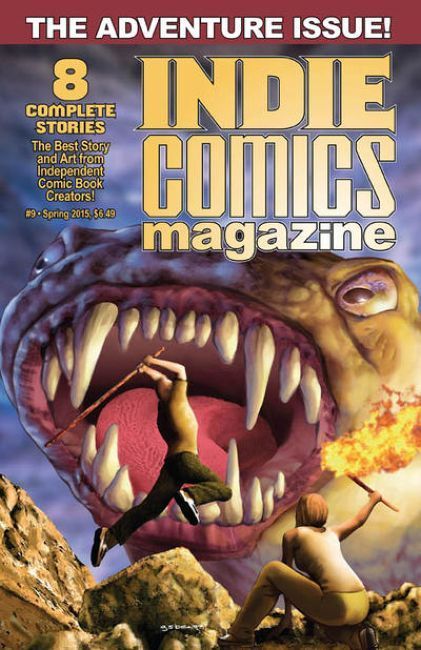 THE ADVENTURE ISSUE!
8
COMPLETE
STORIES
The Best Story
and Art from
Independent
Comic Book
Creators!
#9 • Spring 2015, $6.49
INDIE
COMICS
magazine